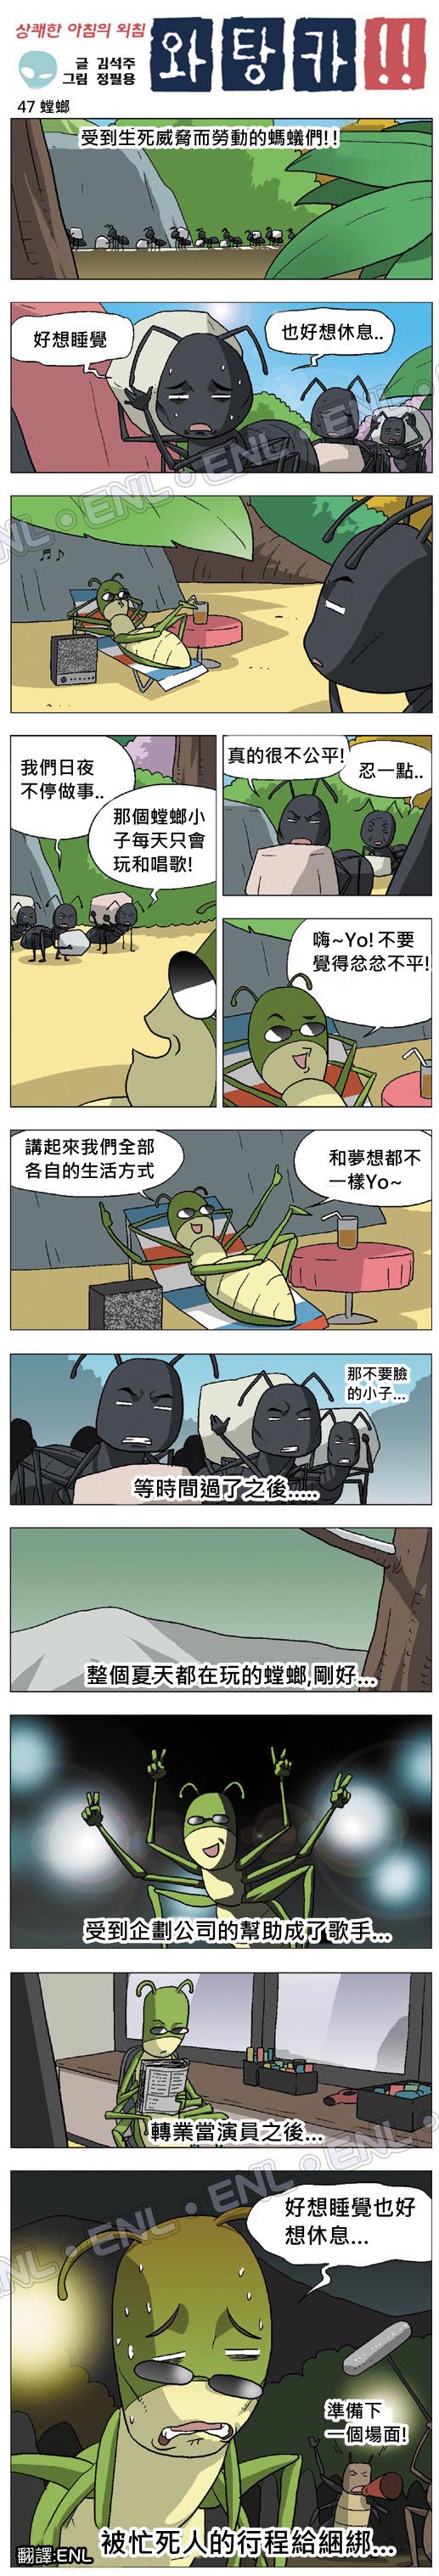 상쾌한 아침의 외침
글 김석주
그림 정필용
와탕카!!
47 螳螂
受到生死威脅而勞動的螞蟻們!!
好想睡覺
也好想休息..
ENL • ENL • ENL • ENL
♬♪
我們日夜
不停做事..
那個螳螂小
子每天只會
玩和唱歌!
真的很不公平!
忍一點..
嗨~Yo! 不要
覺得忿忿不平!
講起來我們全部
各自的生活方式
和夢想都不
一樣Yo~
那不要臉
的小子...
等時間過了之後.....
整個夏天都在玩的螳螂,剛好...
受到企劃公司的幫助成了歌手...
轉業當演員之後...
ENL • ENL • ENL • ENL
好想睡覺也好
想休息...
準備下
一個場面!
被忙死人的行程給綑綁...
翻譯:ENL